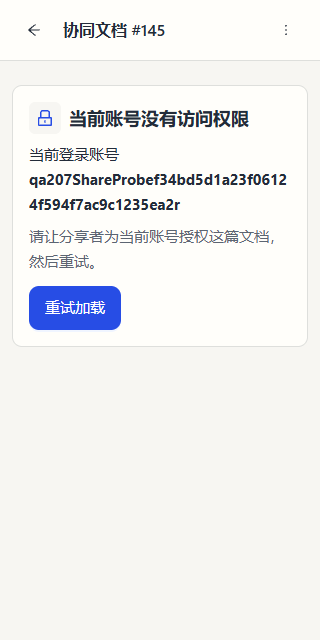 协同文档 #145
当前账号没有访问权限
当前登录账号
qa207ShareProbef34bd5d1a23f0612
4f594f7ac9c1235ea2r
请让分享者为当前账号授权这篇文档，
然后重试。
重试加载